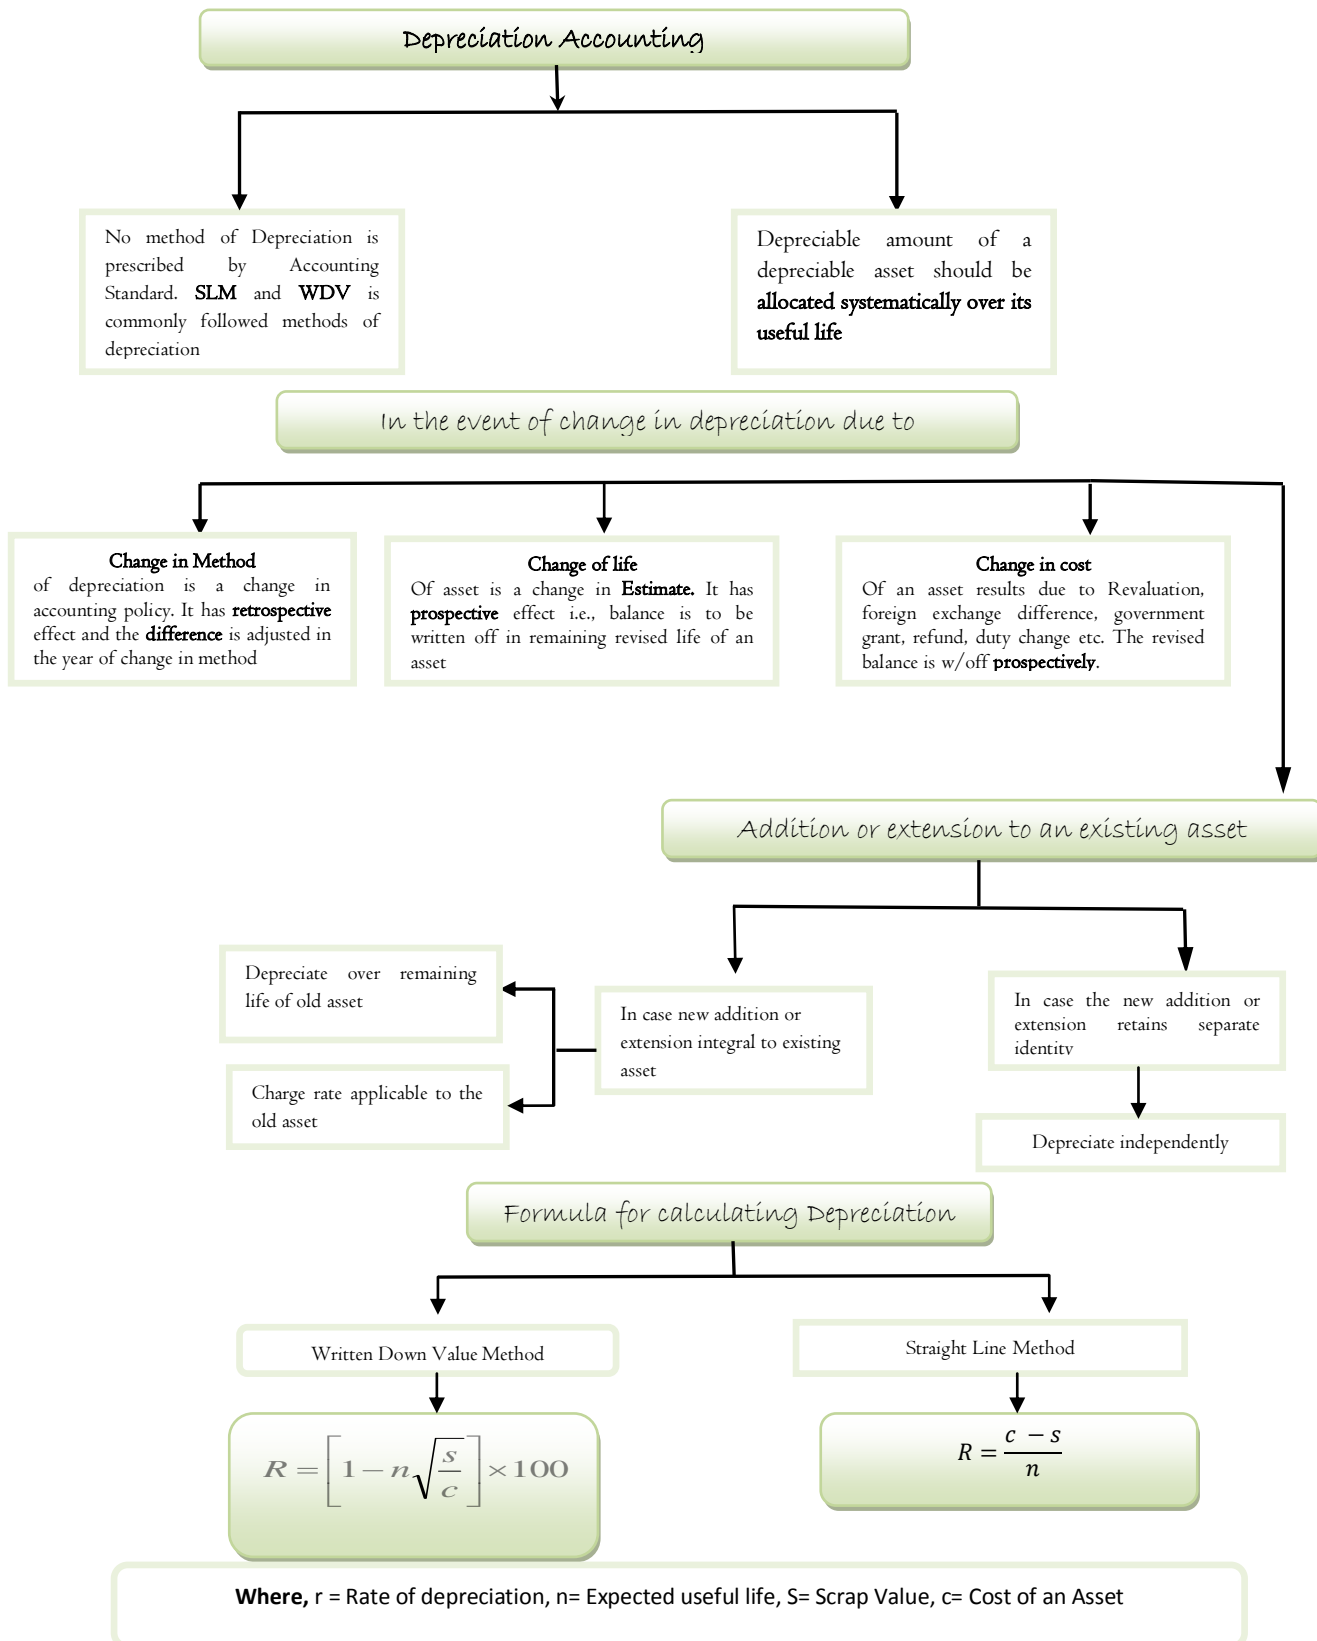 Depreciation Accounting
No method of Depreciation is
prescribed by Accounting
Standard. SLM and WDV is
commonly followed methods of
depreciation
Depreciable amount of a
depreciable asset should be
allocated systematically over its
useful life
In the event of change in depreciation due to
Change in Method
of depreciation is a change in
accounting policy. It has retrospective
effect and the difference is adjusted in
the year of change in method
Change of life
Of asset is a change in Estimate. It has
prospective effect i.e., balance is to be
written off in remaining revised life of an
asset
Change in cost
Of an asset results due to Revaluation,
foreign exchange difference, government
grant, refund, duty change etc. The revised
balance is w/off prospectively.
Addition or extension to an existing asset
Depreciate over remaining
life of old asset
Charge rate applicable to the
old asset
In case new addition or
extension integral to existing
asset
In case the new addition or
extension retains separate
identity
Depreciate independently
Formula for calculating Depreciation
Written Down Value Method
Straight Line Method
R = [1 − n√(s/c)] × 100
R = (c − s)/n
Where, r = Rate of depreciation, n= Expected useful life, S= Scrap Value, c= Cost of an Asset